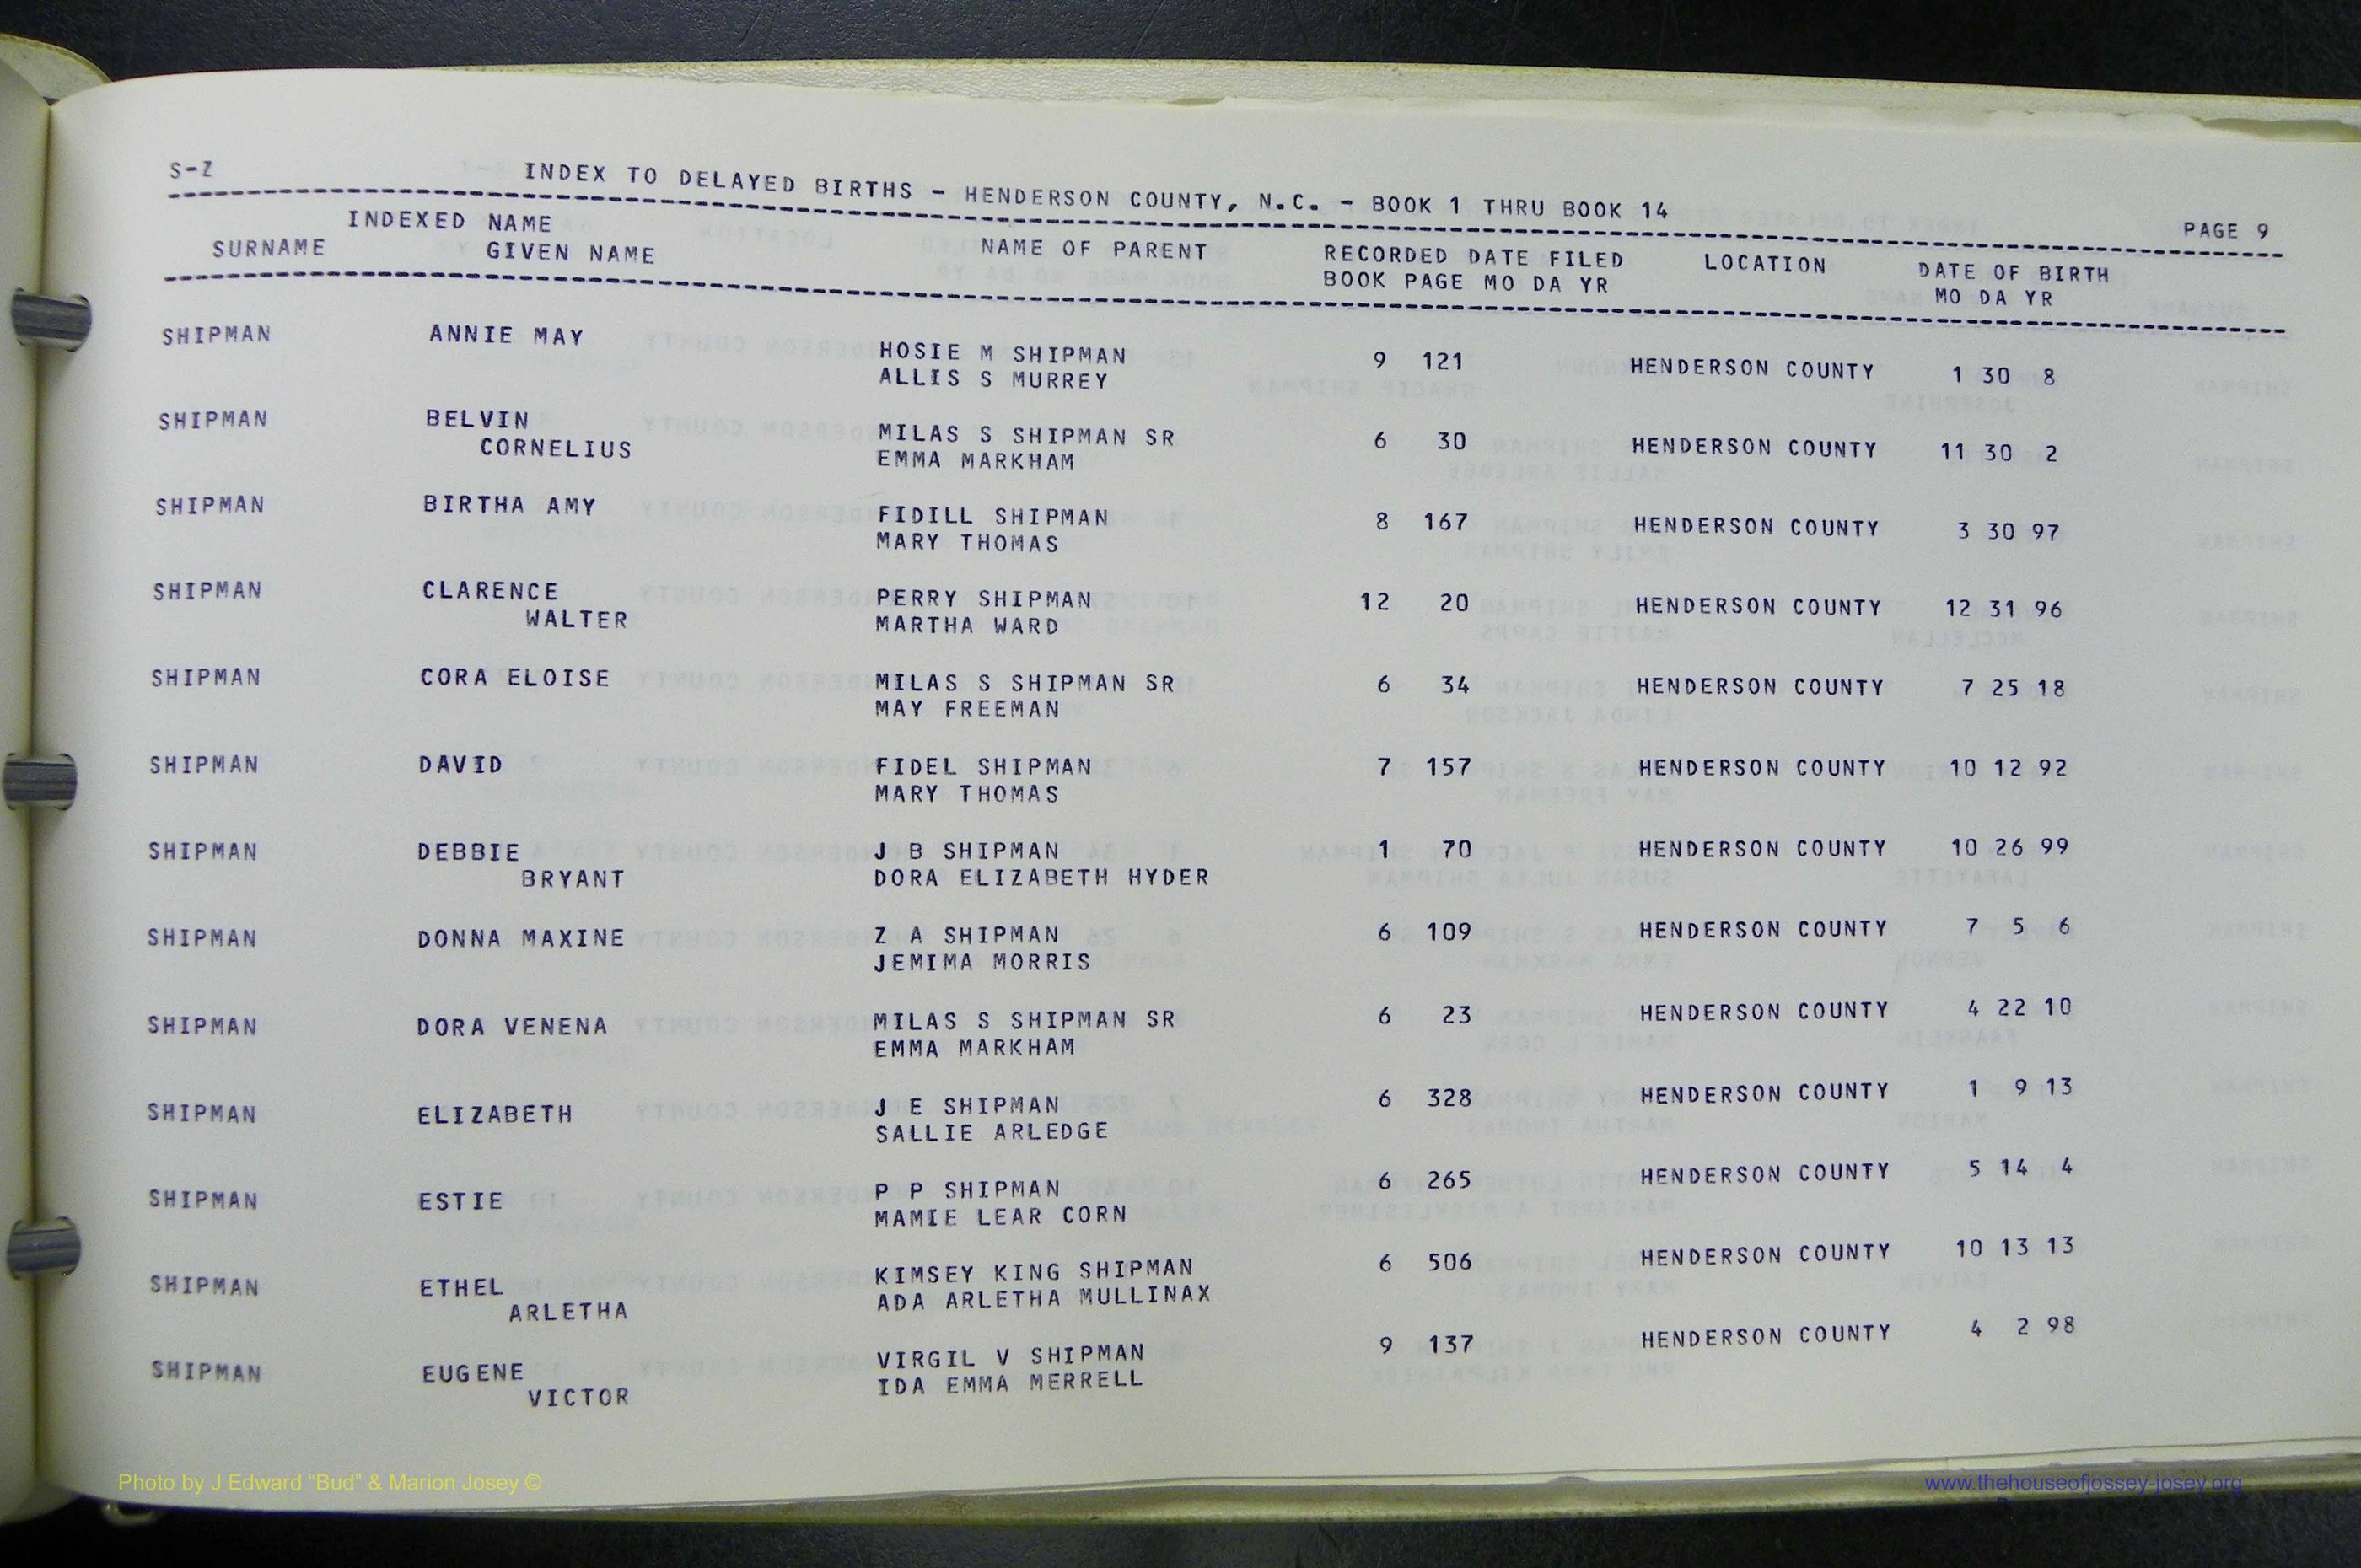 S-Z INDEX TO DELAYED BIRTHS - HENDERSON COUNTY, N.C. - BOOK 1 THRU BOOK 14 PAGE 9
INDEXED NAME
SURNAME GIVEN NAME NAME OF PARENT RECORDED DATE FILED LOCATION DATE OF BIRTH
BOOK PAGE MO DA YR MO DA YR
SHIPMAN ANNIE MAY HOSIE M SHIPMAN 9 121 HENDERSON COUNTY 1 30 8
ALLIS S MURREY
SHIPMAN BELVIN MILAS S SHIPMAN SR 6 30 HENDERSON COUNTY 11 30 2
CORNELIUS EMMA MARKHAM
SHIPMAN BIRTHA AMY FIDILL SHIPMAN 8 167 HENDERSON COUNTY 3 30 97
MARY THOMAS
SHIPMAN CLARENCE PERRY SHIPMAN 12 20 HENDERSON COUNTY 12 31 96
WALTER MARTHA WARD
SHIPMAN CORA ELOISE MILAS S SHIPMAN SR 6 34 HENDERSON COUNTY 7 25 18
MAY FREEMAN
SHIPMAN DAVID FIDEL SHIPMAN 7 157 HENDERSON COUNTY 10 12 92
MARY THOMAS
SHIPMAN DEBBIE J B SHIPMAN 1 70 HENDERSON COUNTY 10 26 99
BRYANT DORA ELIZABETH HYDER
SHIPMAN DONNA MAXINE Z A SHIPMAN 6 109 HENDERSON COUNTY 7 5 6
JEMIMA MORRIS
SHIPMAN DORA VENENA MILAS S SHIPMAN SR 6 23 HENDERSON COUNTY 4 22 10
EMMA MARKHAM
SHIPMAN ELIZABETH J E SHIPMAN 6 328 HENDERSON COUNTY 1 9 13
SALLIE ARLEDGE
SHIPMAN ESTIE P P SHIPMAN 6 265 HENDERSON COUNTY 5 14 4
MAMIE LEAR CORN
SHIPMAN ETHEL KIMSEY KING SHIPMAN 6 506 HENDERSON COUNTY 10 13 13
ARLETHA ADA ARLETHA MULLINAX
SHIPMAN EUGENE VIRGIL V SHIPMAN 9 137 HENDERSON COUNTY 4 2 98
VICTOR IDA EMMA MERRELL
Photo by J Edward "Bud" & Marion Josey © www.thehouseofjossey-josey.org